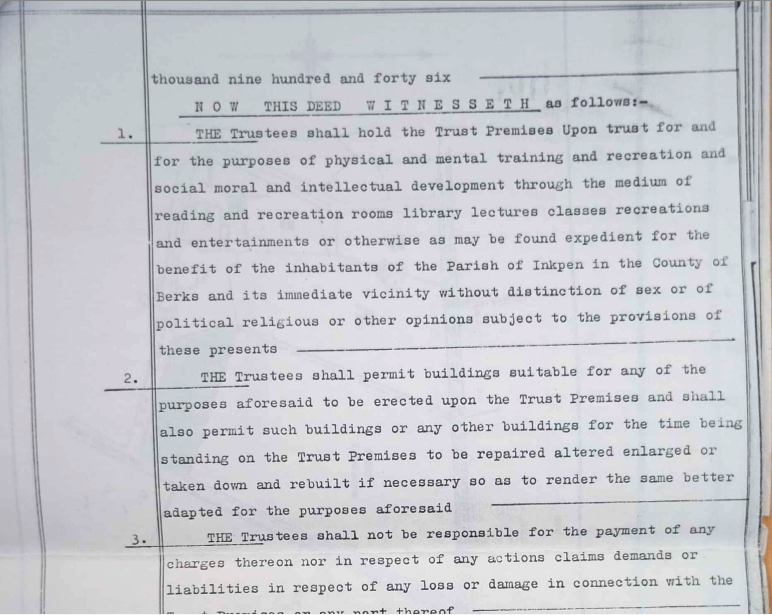 thousand nine hundred and forty six
N O W THIS DEED W I T N E S S E T H as follows:-
1. THE Trustees shall hold the Trust Premises Upon trust for and
for the purposes of physical and mental training and recreation and
social moral and intellectual development through the medium of
reading and recreation rooms library lectures classes recreations
and entertainments or otherwise as may be found expedient for the
benefit of the inhabitants of the Parish of Inkpen in the County of
Berks and its immediate vicinity without distinction of sex or of
political religious or other opinions subject to the provisions of
these presents
2. THE Trustees shall permit buildings suitable for any of the
purposes aforesaid to be erected upon the Trust Premises and shall
also permit such buildings or any other buildings for the time being
standing on the Trust Premises to be repaired altered enlarged or
taken down and rebuilt if necessary so as to render the same better
adapted for the purposes aforesaid
3. THE Trustees shall not be responsible for the payment of any
charges thereon nor in respect of any actions claims demands or
liabilities in respect of any loss or damage in connection with the
Premises or any part thereof